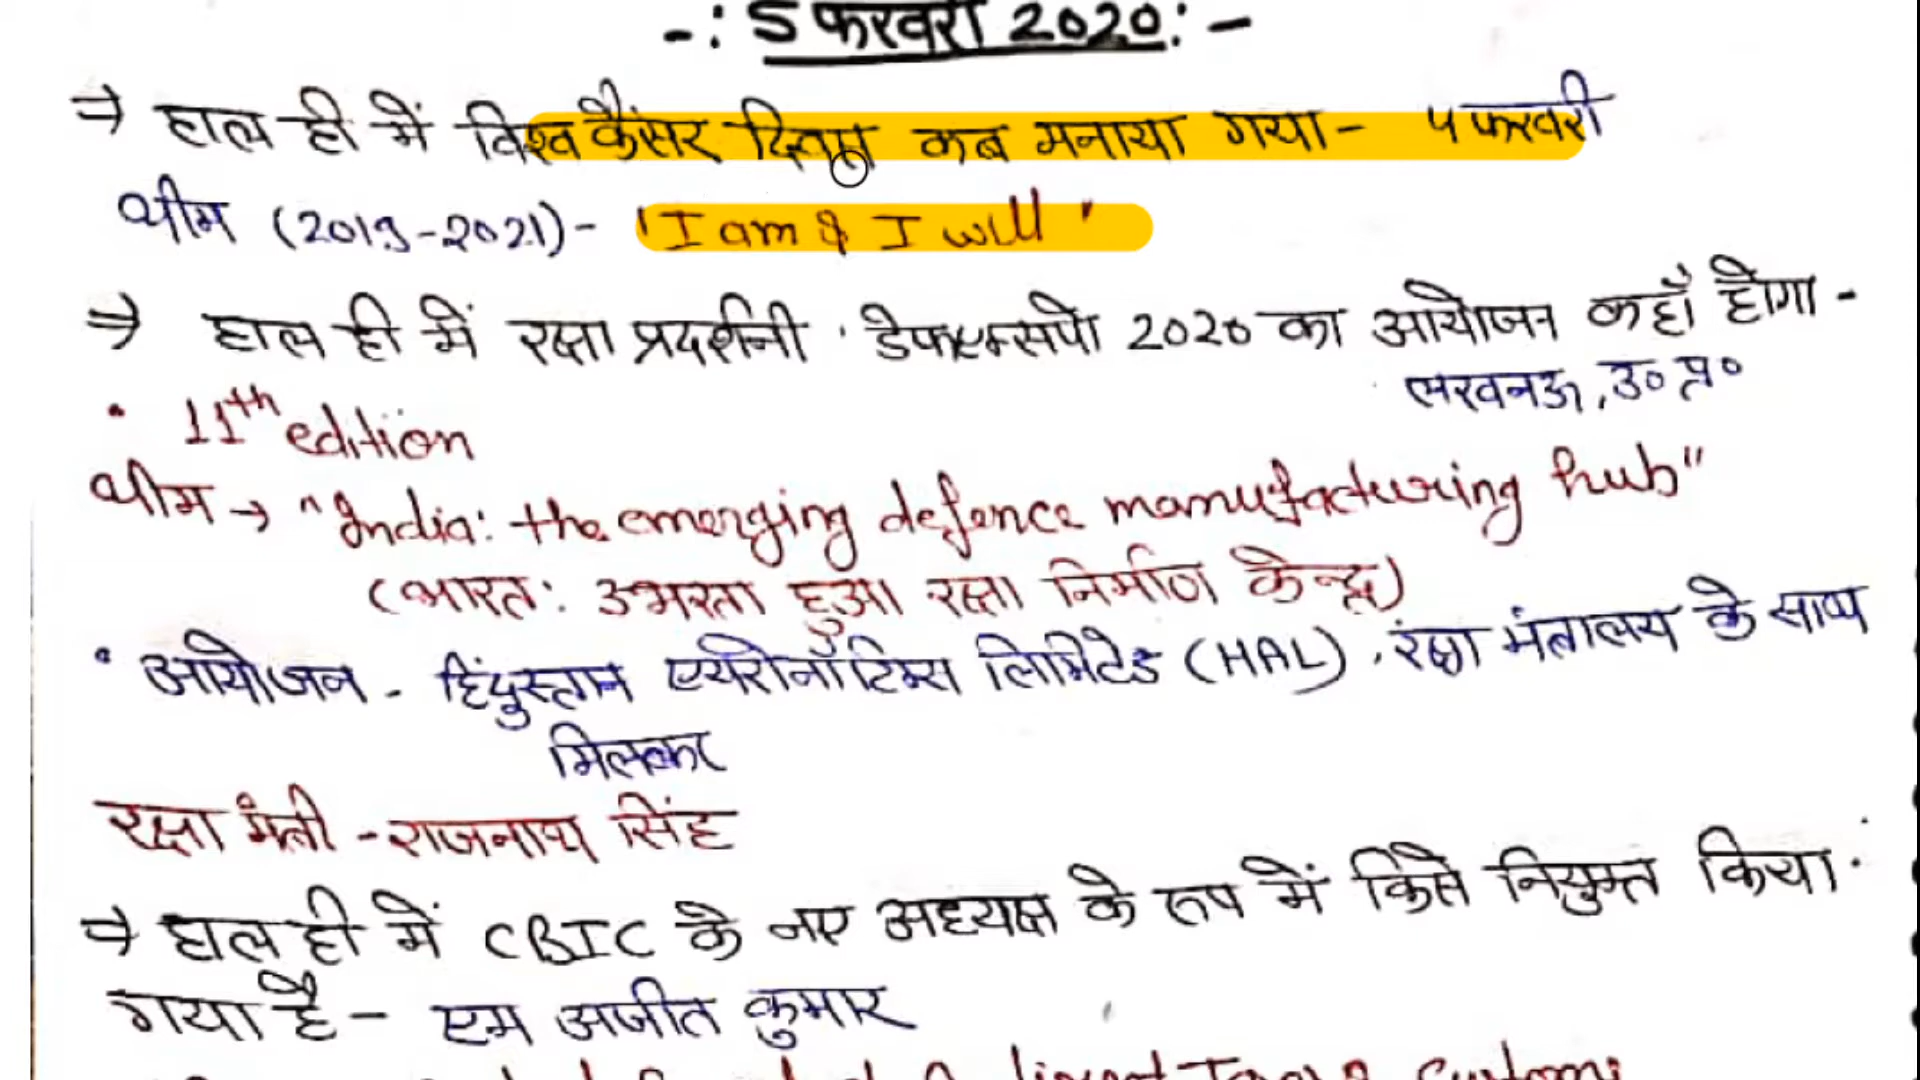 -: 5 फरवरी 2020: -
⇒ हाल ही में विश्व कैंसर दिवस कब मनाया गया - 4 फरवरी
थीम (2019-2021)- 'I am & I will'
⇒ हाल ही में रक्षा प्रदर्शनी 'डेफएक्सपो 2020 का आयोजन कहाँ होगा -
लखनऊ, उ० प्र०
• 11th edition
थीम → "India: the emerging defence manufacturing hub"
(भारत: उभरता हुआ रक्षा निर्माण केन्द्र)
• आयोजन - हिंदुस्तान एयरोनॉटिक्स लिमिटेड (HAL), रक्षा मंत्रालय के साथ
मिलकर
रक्षा मंत्री - राजनाथ सिंह
⇒ हाल ही में CBIC के नए अध्यक्ष के रूप में किसे नियुक्त किया
गया है - एम अजीत कुमार